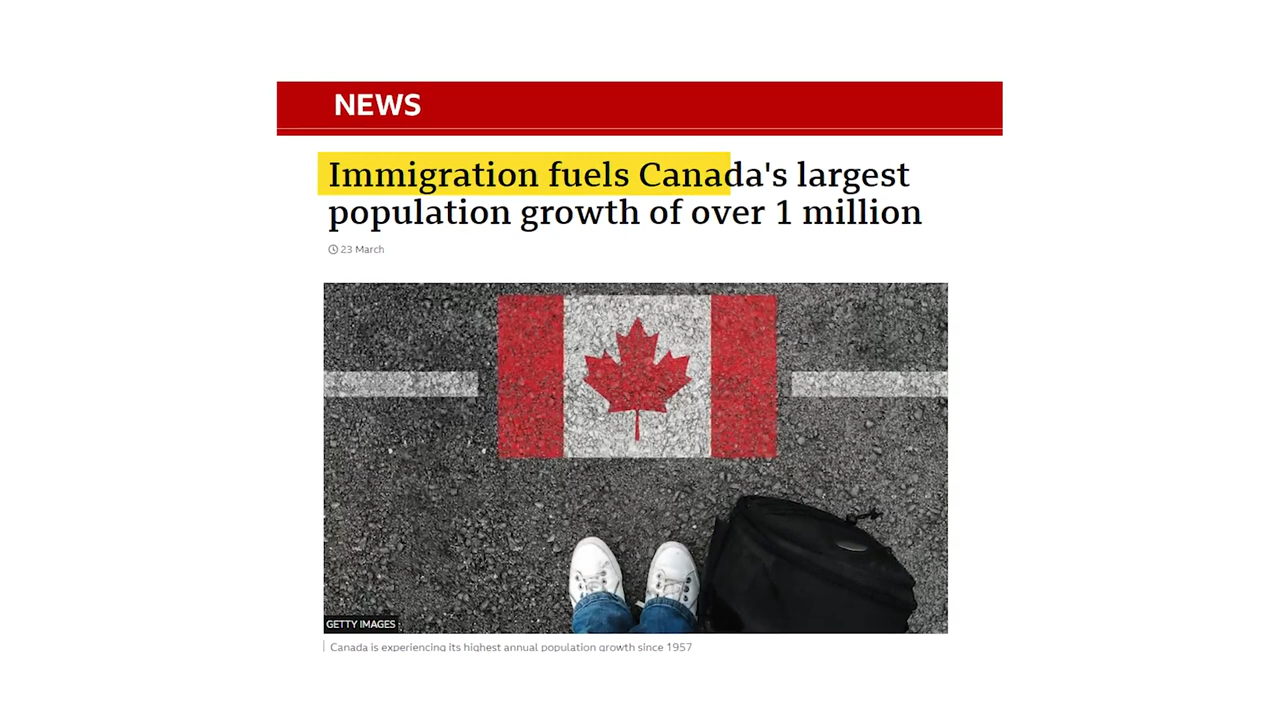 NEWS
Immigration fuels Canada's largest
population growth of over 1 million
23 March
GETTY IMAGES
Canada is experiencing its highest annual population growth since 1957